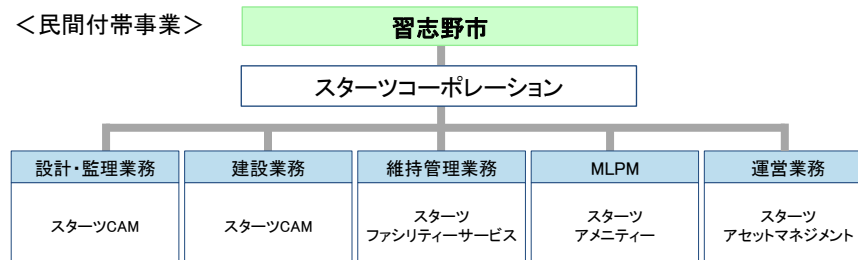 ＜民間付帯事業＞
習志野市
スターツコーポレーション
設計・監理業務
建設業務
維持管理業務
MLPM
運営業務
スターツCAM
スターツCAM
スターツ
ファシリティーサービス
スターツ
アメニティー
スターツ
アセットマネジメント